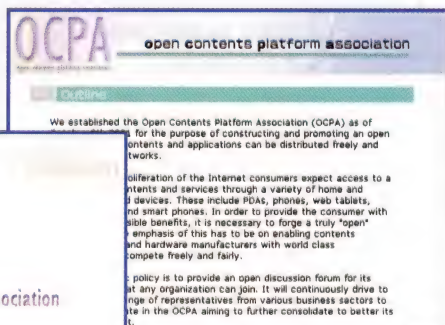 OCPA
open contents platform association
Outline
We established the Open Contents Platform Association (OCPA) as of
for the purpose of constructing and promoting an open
ontents and applications can be distributed freely and
tworks.
oliferation of the Internet consumers expect access to a
ntents and services through a variety of home and
d devices. These include PDAs, phones, web tablets,
nd smart phones. In order to provide the consumer with
sible benefits, it is necessary to forge a truly "open"
emphasis of this has to be on enabling contents
and hardware manufacturers with world class
ompete freely and fairly.
policy is to provide an open discussion forum for its
at any organization can join. It will continuously drive to
nge of representatives from various business sectors to
te in the OCPA aiming to further consolidate to better its
t.
ociation